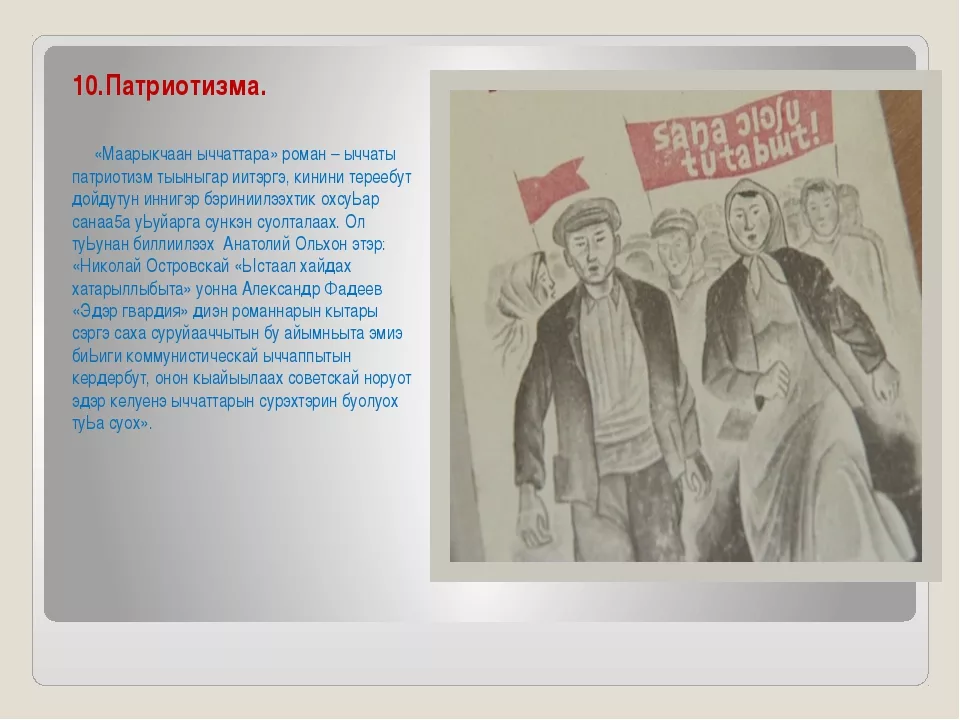 10.Патриотизма.
«Маарыкчаан ыччаттара» роман – ыччаты
патриотизм тыыныгар иитэргэ, кинини тереебут
дойдутун иннигэр бэриниилээхтик охсуЬар
санаа5а уЬуйарга сункэн суолталаах. Ол
туЬунан биллиилээх Анатолий Ольхон этэр:
«Николай Островскай «Ыстаал хайдах
хатарыллыбыта» уонна Александр Фадеев
«Эдэр гвардия» диэн романнарын кытары
сэргэ саха суруйааччытын бу айымньыта эмиэ
биЬиги коммунистическай ыччаппытын
кердербут, онон кыайыылаах советскай норуот
эдэр келуенэ ыччаттарын сурэхтэрин буолуох
туЬа суох».
saŋa ɔlɔƣu
tutabɯt!